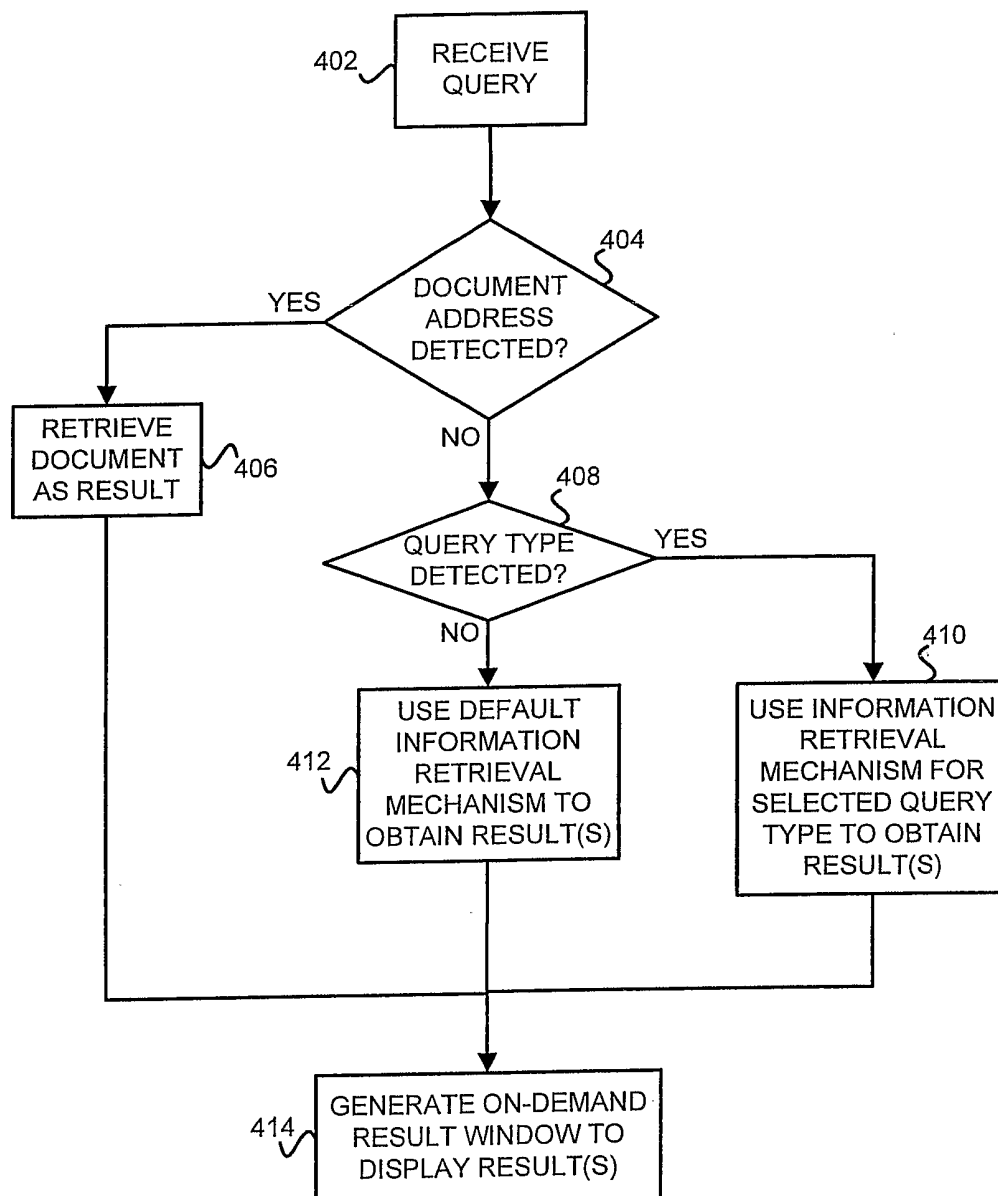 402
RECEIVE
QUERY
404
DOCUMENT
ADDRESS
DETECTED?
YES
NO
RETRIEVE
DOCUMENT
AS RESULT
406
408
QUERY TYPE
DETECTED?
YES
NO
410
412
USE DEFAULT
INFORMATION
RETRIEVAL
MECHANISM TO
OBTAIN RESULT(S)
USE INFORMATION
RETRIEVAL
MECHANISM FOR
SELECTED QUERY
TYPE TO OBTAIN
RESULT(S)
414
GENERATE ON-DEMAND
RESULT WINDOW TO
DISPLAY RESULT(S)